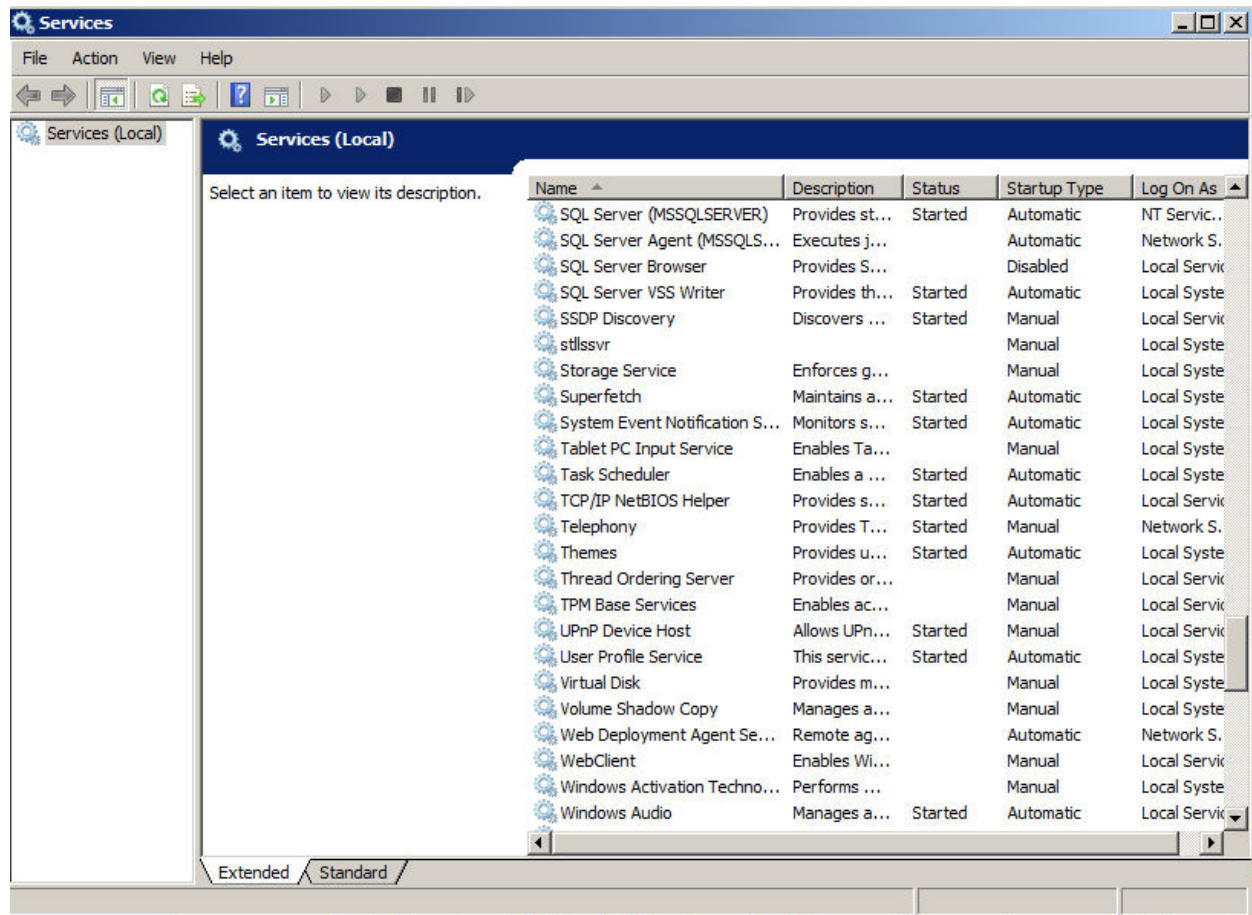 Services
File Action View Help
Services (Local)
Services (Local)
Select an item to view its description.
Name Description Status Startup Type Log On As
SQL Server (MSSQLSERVER) Provides st... Started Automatic NT Servic...
SQL Server Agent (MSSQLS... Executes j... Automatic Network S.
SQL Server Browser Provides S... Disabled Local Servic
SQL Server VSS Writer Provides th... Started Automatic Local Syste
SSDP Discovery Discovers ... Started Manual Local Servic
stllssvr Manual Local Syste
Storage Service Enforces g... Manual Local Syste
Superfetch Maintains a... Started Automatic Local Syste
System Event Notification S... Monitors s... Started Automatic Local Syste
Tablet PC Input Service Enables Ta... Manual Local Syste
Task Scheduler Enables a ... Started Automatic Local Syste
TCP/IP NetBIOS Helper Provides s... Started Automatic Local Servic
Telephony Provides T... Started Manual Network S.
Themes Provides u... Started Automatic Local Syste
Thread Ordering Server Provides or... Manual Local Servic
TPM Base Services Enables ac... Manual Local Servic
UPnP Device Host Allows UPn... Started Manual Local Servic
User Profile Service This servic... Started Automatic Local Syste
Virtual Disk Provides m... Manual Local Syste
Volume Shadow Copy Manages a... Manual Local Syste
Web Deployment Agent Se... Remote ag... Automatic Network S.
WebClient Enables Wi... Manual Local Servic
Windows Activation Techno... Performs ... Manual Local Syste
Windows Audio Manages a... Started Automatic Local Servic
Extended Standard